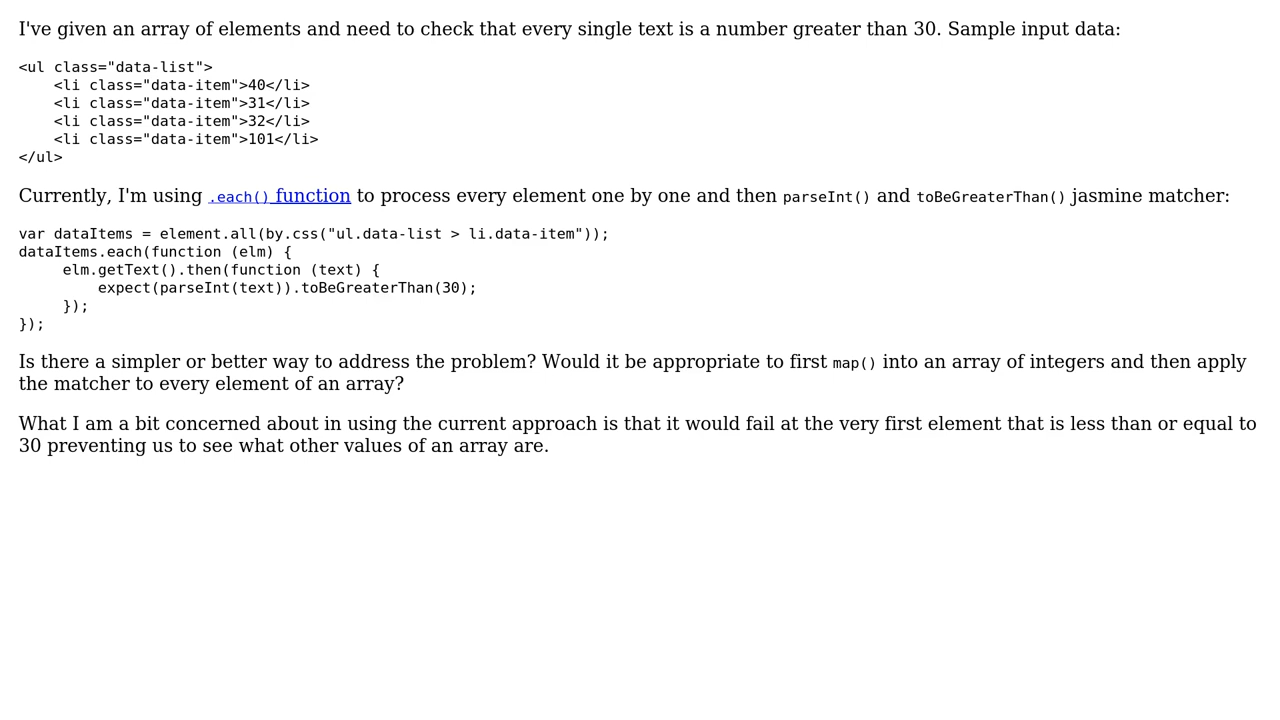 I've given an array of elements and need to check that every single text is a number greater than 30. Sample input data:
<ul class="data-list">
    <li class="data-item">40</li>
    <li class="data-item">31</li>
    <li class="data-item">32</li>
    <li class="data-item">101</li>
</ul>
Currently, I'm using .each() function to process every element one by one and then parseInt() and toBeGreaterThan() jasmine matcher:
var dataItems = element.all(by.css("ul.data-list > li.data-item"));
dataItems.each(function (elm) {
     elm.getText().then(function (text) {
         expect(parseInt(text)).toBeGreaterThan(30);
     });
});
Is there a simpler or better way to address the problem? Would it be appropriate to first map() into an array of integers and then apply
the matcher to every element of an array?
What I am a bit concerned about in using the current approach is that it would fail at the very first element that is less than or equal to
30 preventing us to see what other values of an array are.